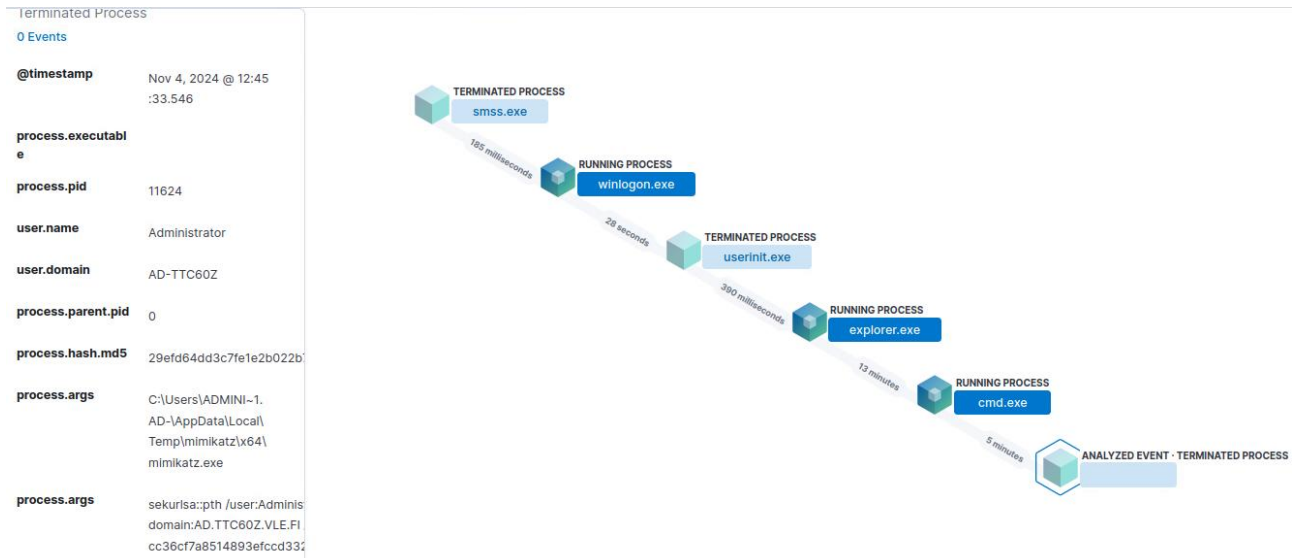 Terminated Process
0 Events
@timestamp
Nov 4, 2024 @ 12:45
:33.546
process.executabl
e
process.pid
11624
user.name
Administrator
user.domain
AD-TTC60Z
process.parent.pid
0
process.hash.md5
29efd64dd3c7fe1e2b022b
process.args
C:\Users\ADMINI~1.
AD-\AppData\Local\
Temp\mimikatz\x64\
mimikatz.exe
process.args
sekurlsa::pth /user:Adminis
domain:AD.TTC60Z.VLE.FI
cc36cf7a8514893efccd332
TERMINATED PROCESS
smss.exe
185 milliseconds
RUNNING PROCESS
winlogon.exe
28 seconds
TERMINATED PROCESS
userinit.exe
390 milliseconds
RUNNING PROCESS
explorer.exe
13 minutes
RUNNING PROCESS
cmd.exe
5 minutes
ANALYZED EVENT · TERMINATED PROCESS